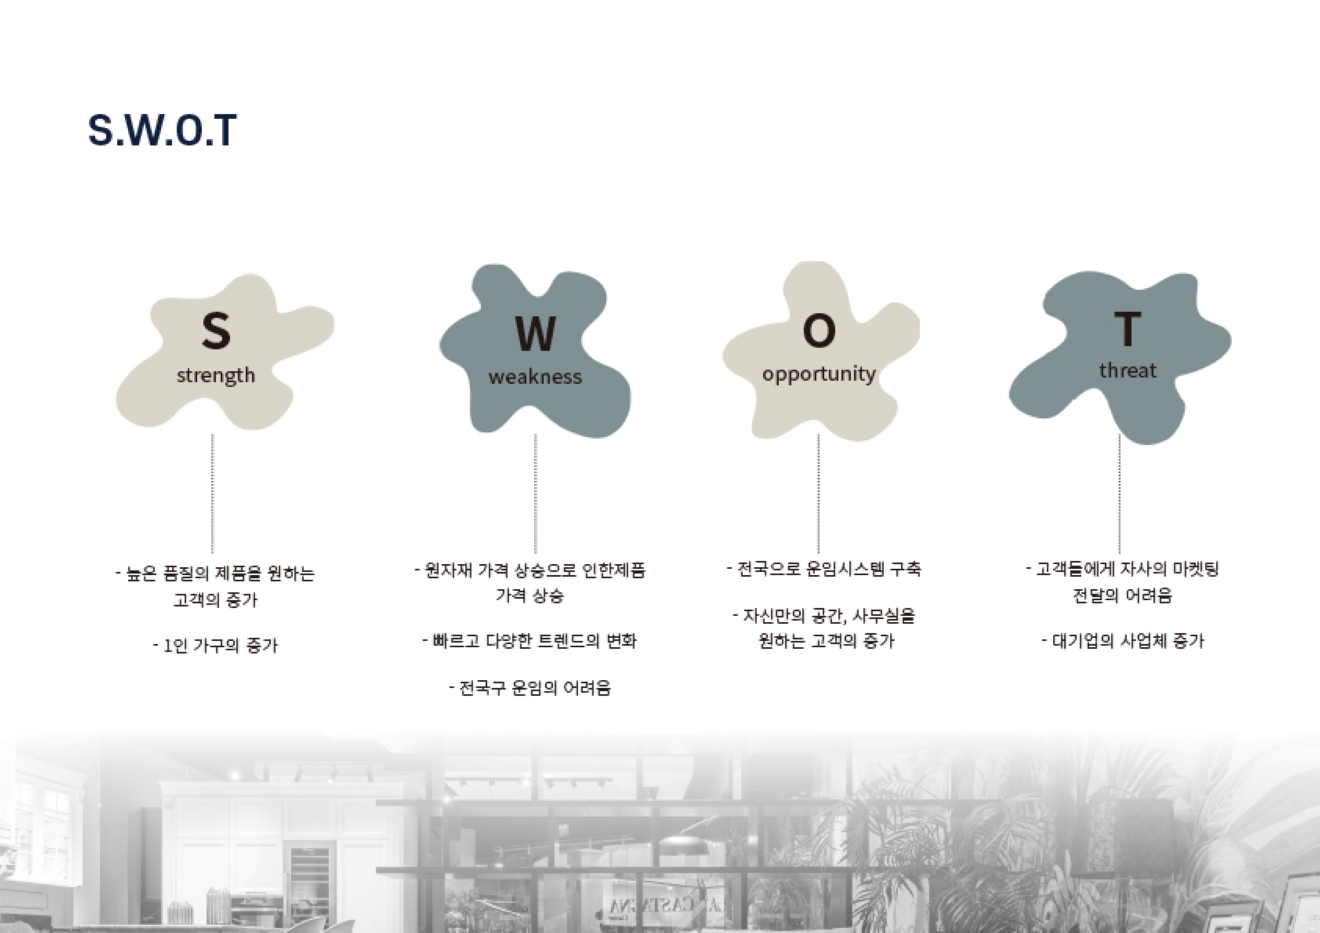 S.W.O.T
S
strength
- 높은 품질의 제품을 원하는
고객의 증가
- 1인 가구의 증가
W
weakness
- 원자재 가격 상승으로 인한제품
가격 상승
- 빠르고 다양한 트렌드의 변화
- 전국구 운임의 어려움
O
opportunity
- 전국으로 운임시스템 구축
- 자신만의 공간, 사무실을
원하는 고객의 증가
T
threat
- 고객들에게 자사의 마켓팅
전달의 어려움
- 대기업의 사업체 증가